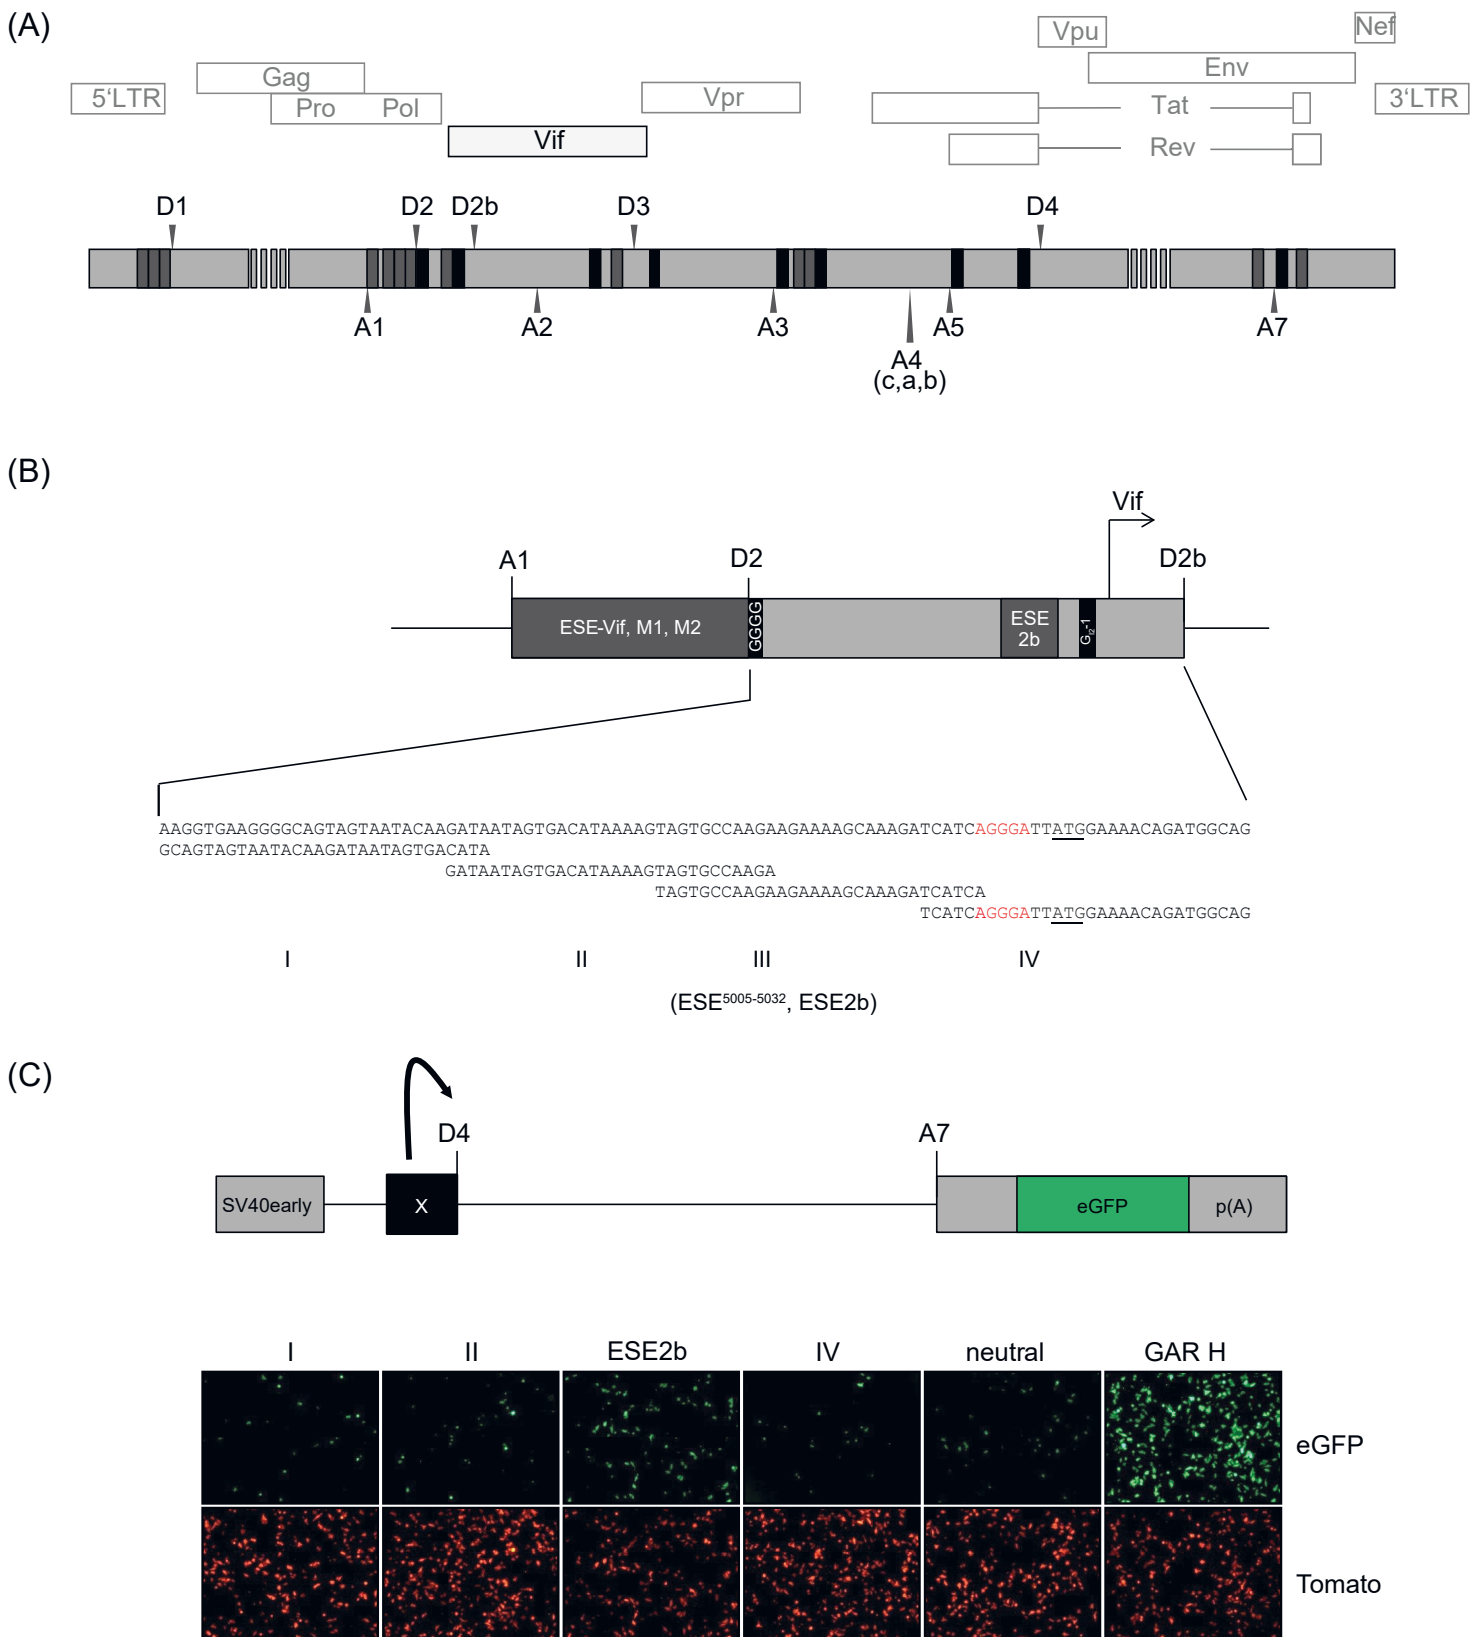 (A)
Vpu
Nef
Gag
Env
5‘LTR
Pro
Pol
Vpr
Tat
3‘LTR
Vif
Rev
D1
D2
D2b
D3
D4
A1
A2
A3
A5
A7
A4
(c,a,b)
(B)
Vif
A1
D2
D2b
ESE-Vif, M1, M2
GGGG
ESE
2b
GI2-1
AAGGTGAAGGGGCAGTAGTAATACAAGATAATAGTGACATAAAAGTAGTGCCAAGAAGAAAAGCAAAGATCATCAGGGATTATGGAAAACAGATGGCAG
GCAGTAGTAATACAAGATAATAGTGACATA
GATAATAGTGACATAAAAGTAGTGCCAAGA
TAGTGCCAAGAAGAAAAGCAAAGATCATCA
TCATCAGGGATTATGGAAAACAGATGGCAG
I
II
III
IV
(ESE5005-5032, ESE2b)
(C)
D4
A7
SV40early
X
eGFP
p(A)
I
II
ESE2b
IV
neutral
GAR H
eGFP
Tomato